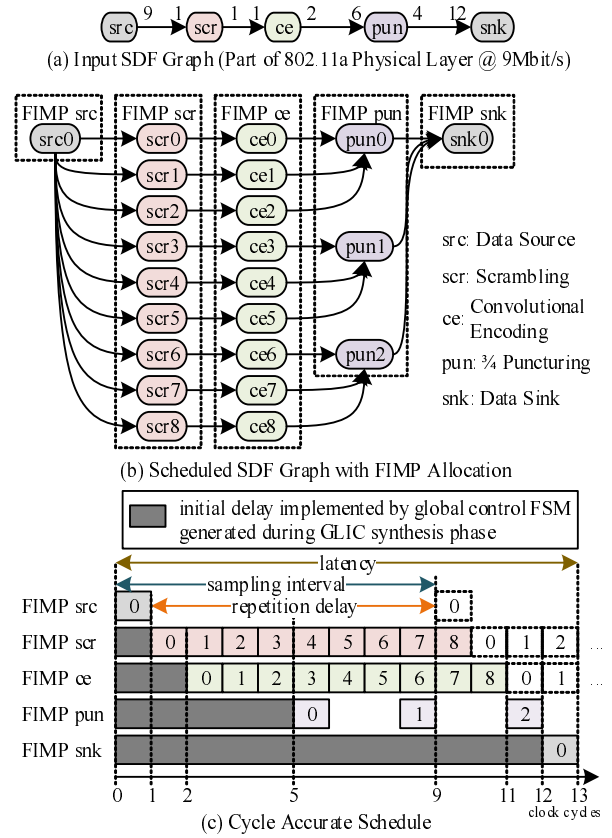 9 1 1 1 2 6 4 12
src scr ce pun snk
(a) Input SDF Graph (Part of 802.11a Physical Layer @ 9Mbit/s)
FIMP src FIMP scr FIMP ce FIMP pun FIMP snk
src0 scr0 ce0 pun0 snk0
scr1 ce1
scr2 ce2
scr3 ce3 pun1
scr4 ce4
scr5 ce5
scr6 ce6 pun2
scr7 ce7
scr8 ce8
src: Data Source
scr: Scrambling
ce: Convolutional
Encoding
pun: ¾ Puncturing
snk: Data Sink
(b) Scheduled SDF Graph with FIMP Allocation
initial delay implemented by global control FSM
generated during GLIC synthesis phase
latency
sampling interval
repetition delay
FIMP src 0 0
FIMP scr 0 1 2 3 4 5 6 7 8 0 1 2 ...
FIMP ce 0 1 2 3 4 5 6 7 8 0 1 ...
FIMP pun 0 1 2
FIMP snk 0
0 1 2 5 9 11 12 13
clock cycles
(c) Cycle Accurate Schedule